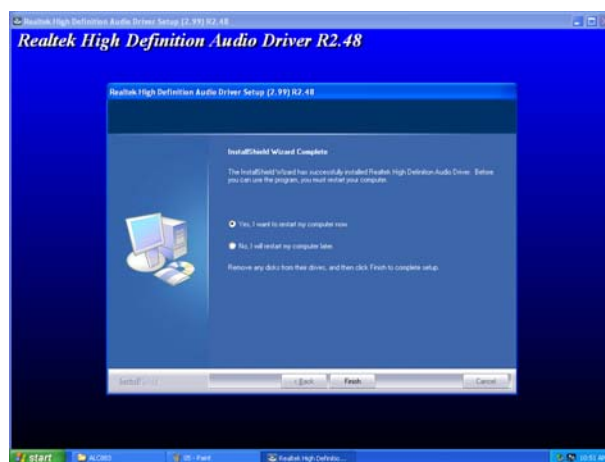 Realtek High Definition Audio Driver Setup (2.99) R2.48
Realtek High Definition Audio Driver R2.48
Realtek High Definition Audio Driver Setup (2.99) R2.48
InstallShield Wizard Complete
The InstallShield Wizard has successfully installed Realtek High Definition Audio Driver. Before
you can use the program, you must restart your computer.
Yes, I want to restart my computer now.
No, I will restart my computer later.
Remove any disks from their drives, and then click Finish to complete setup.
InstallShield
< Back Finish Cancel
start 05 - Paint Realtek High Definitio... 10:51 AM